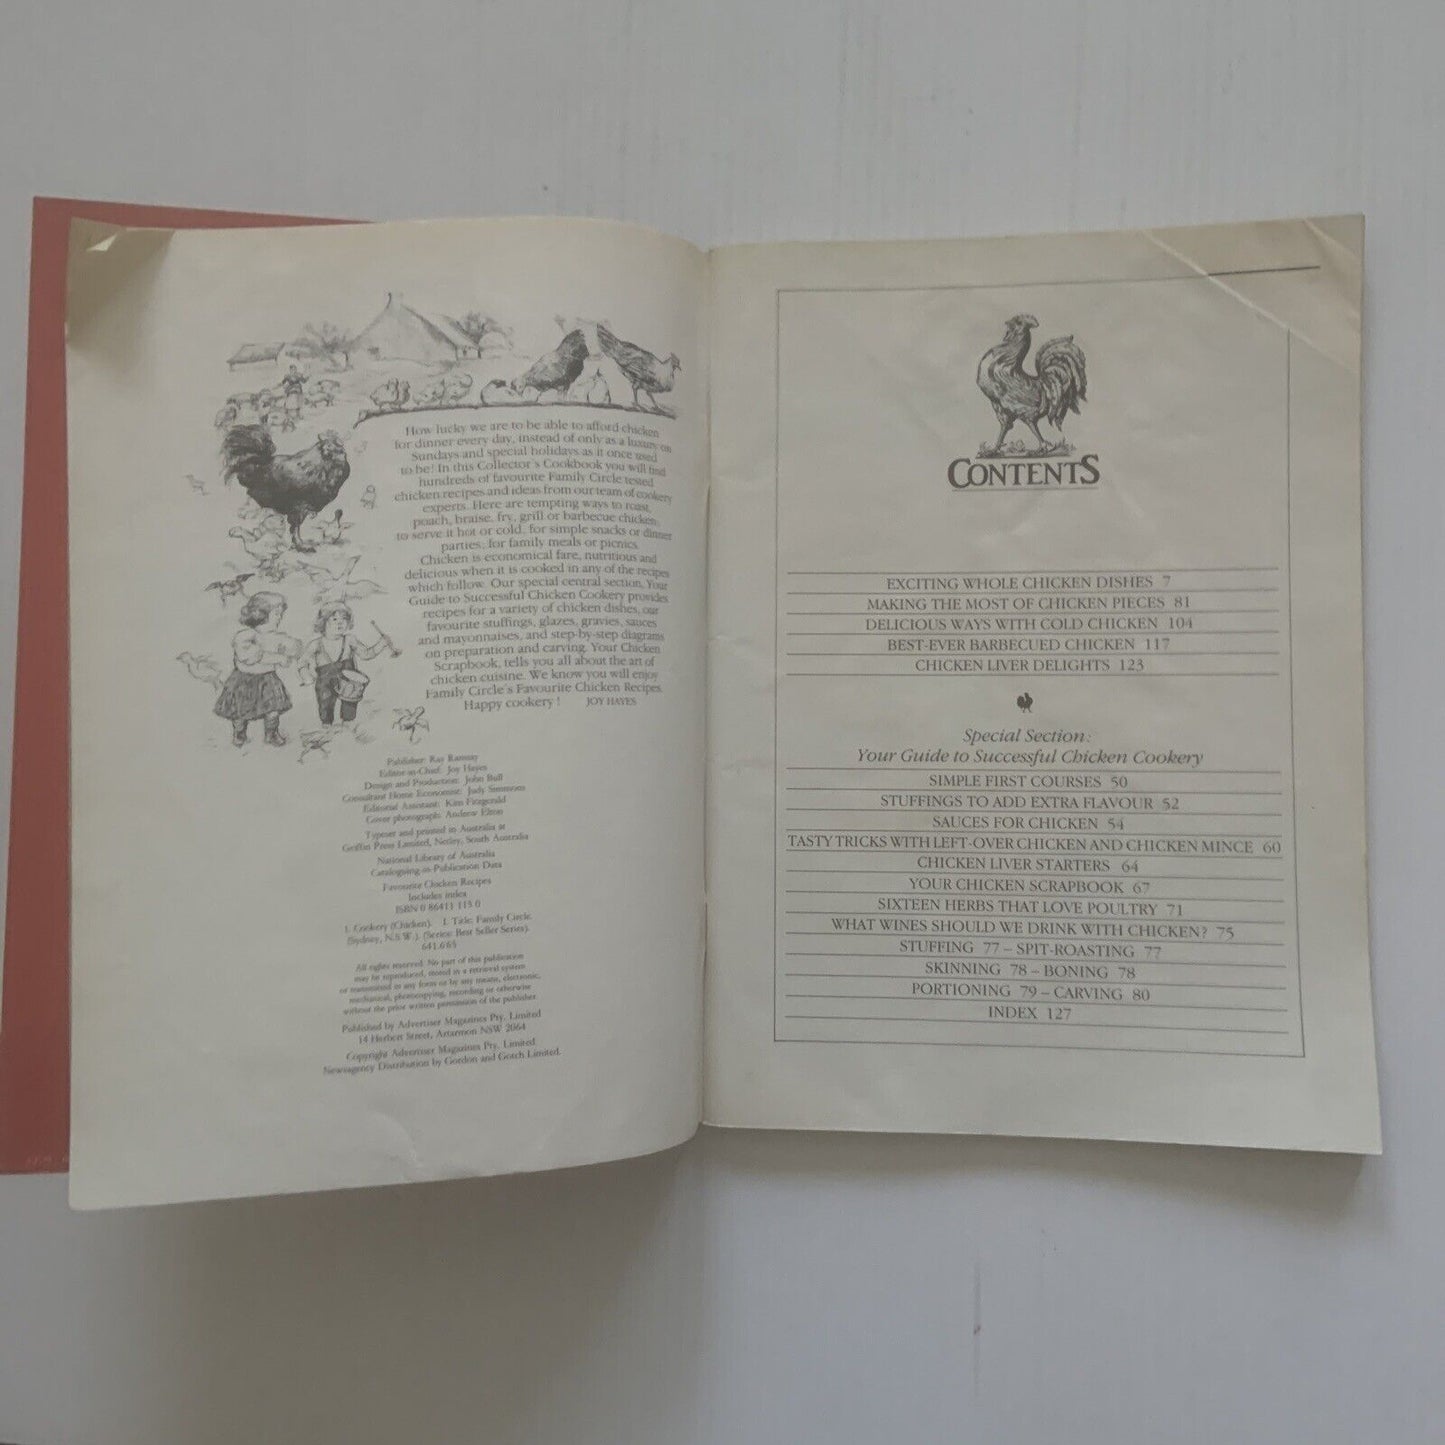 How lucky we are to be able to afford chicken
for dinner every day, instead of only as a luxury on
Sundays and special holidays as it once used
to be! In this Collector's Cookbook you will find
hundreds of favourite Family Circle tested
chicken recipes and ideas from our team of cookery
experts. Here are tempting ways to roast,
poach, braise, fry, grill or barbecue chicken,
to serve it hot or cold, for simple snacks or dinner
parties, for family meals or picnics.
Chicken is economical fare, nutritious and
delicious when it is cooked in any of the recipes
which follow. Our special central section, Your
Guide to Successful Chicken Cookery provides
recipes for a variety of chicken dishes, our
favourite stuffings, glazes, gravies, sauces
and mayonnaises, and step-by-step diagrams
on preparation and carving. Your Chicken
Scrapbook, tells you all about the art of
chicken cuisine. We know you will enjoy
Family Circle's Favourite Chicken Recipes.
Happy cookery! JOY HAYES
Publisher: Ray Ramsay
Editor-in-Chief: Joy Hayes
Design and Production: John Bull
Consultant Home Economist: Judy Simmons
Editorial Assistant: Kim Fitzgerald
Cover photograph: Andrew Elton
Typeset and printed in Australia at
Griffin Press Limited, Netley, South Australia
National Library of Australia
Cataloguing-in-Publication Data
Favourite Chicken Recipes
Includes index
ISBN 0 86411 113 0
1. Cookery (Chicken). I. Title: Family Circle.
(Sydney, N.S.W.). (Series: Best Seller Series).
641.6'65
All rights reserved. No part of this publication
may be reproduced, stored in a retrieval system
or transmitted in any form or by any means, electronic,
mechanical, photocopying, recording or otherwise
without the prior written permission of the publisher.
Published by Advertiser Magazines Pty. Limited
14 Herbert Street, Artarmon NSW 2064
Copyright Advertiser Magazines Pty. Limited.
Newsagency Distribution by Gordon and Gotch Limited.
CONTENTS
EXCITING WHOLE CHICKEN DISHES 7
MAKING THE MOST OF CHICKEN PIECES 81
DELICIOUS WAYS WITH COLD CHICKEN 104
BEST-EVER BARBECUED CHICKEN 117
CHICKEN LIVER DELIGHTS 123
Special Section:
Your Guide to Successful Chicken Cookery
SIMPLE FIRST COURSES 50
STUFFINGS TO ADD EXTRA FLAVOUR 52
SAUCES FOR CHICKEN 54
TASTY TRICKS WITH LEFT-OVER CHICKEN AND CHICKEN MINCE 60
CHICKEN LIVER STARTERS 64
YOUR CHICKEN SCRAPBOOK 67
SIXTEEN HERBS THAT LOVE POULTRY 71
WHAT WINES SHOULD WE DRINK WITH CHICKEN? 75
STUFFING 77 – SPIT-ROASTING 77
SKINNING 78 – BONING 78
PORTIONING 79 – CARVING 80
INDEX 127